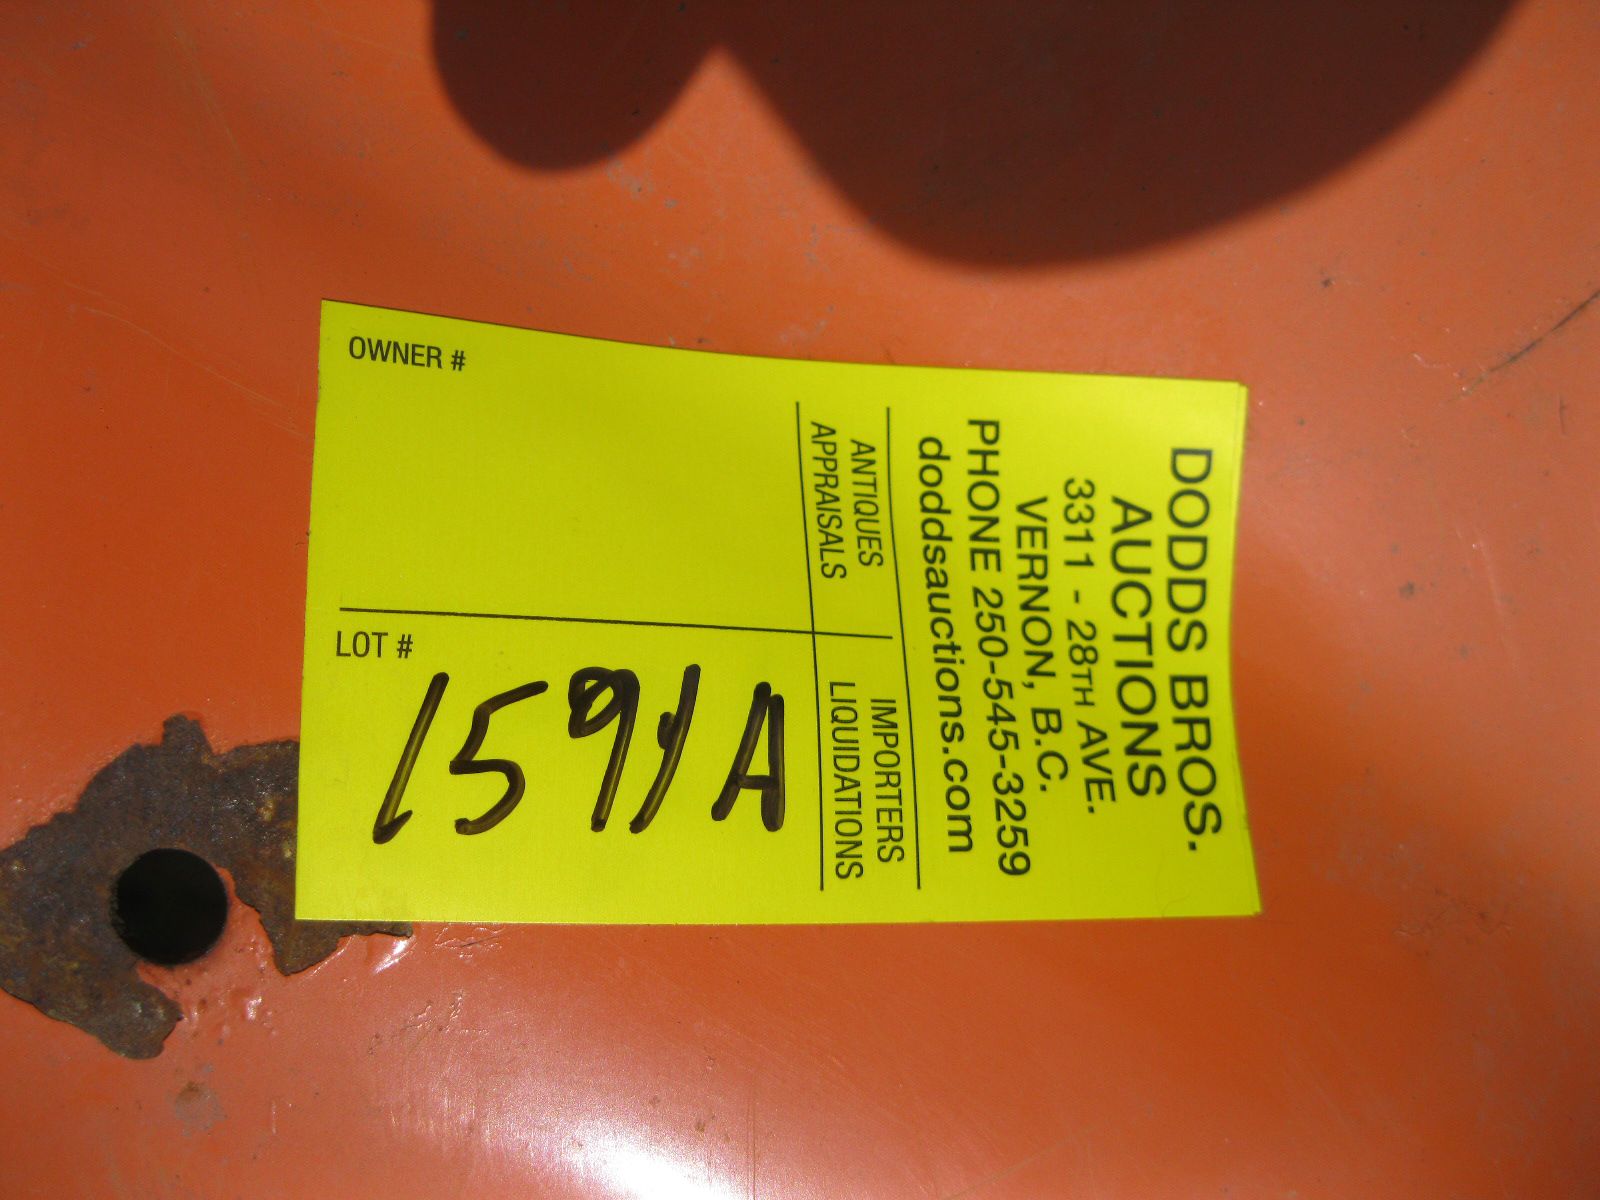 DODDS BROS.
AUCTIONS
3311 - 28TH AVE.
VERNON, B.C.
PHONE 250-545-3259
doddsauctions.com
ANTIQUES
APPRAISALS
IMPORTERS
LIQUIDATIONS
OWNER #
LOT #
1591A